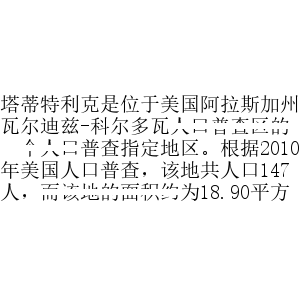 塔蒂特利克是位于美国阿拉斯加州
瓦尔迪兹-科尔多瓦人口普查区的
个人口普查指定地区。根据2010
年美国人口普查，该地共人口147
人，而该地的面积约为18.90平方